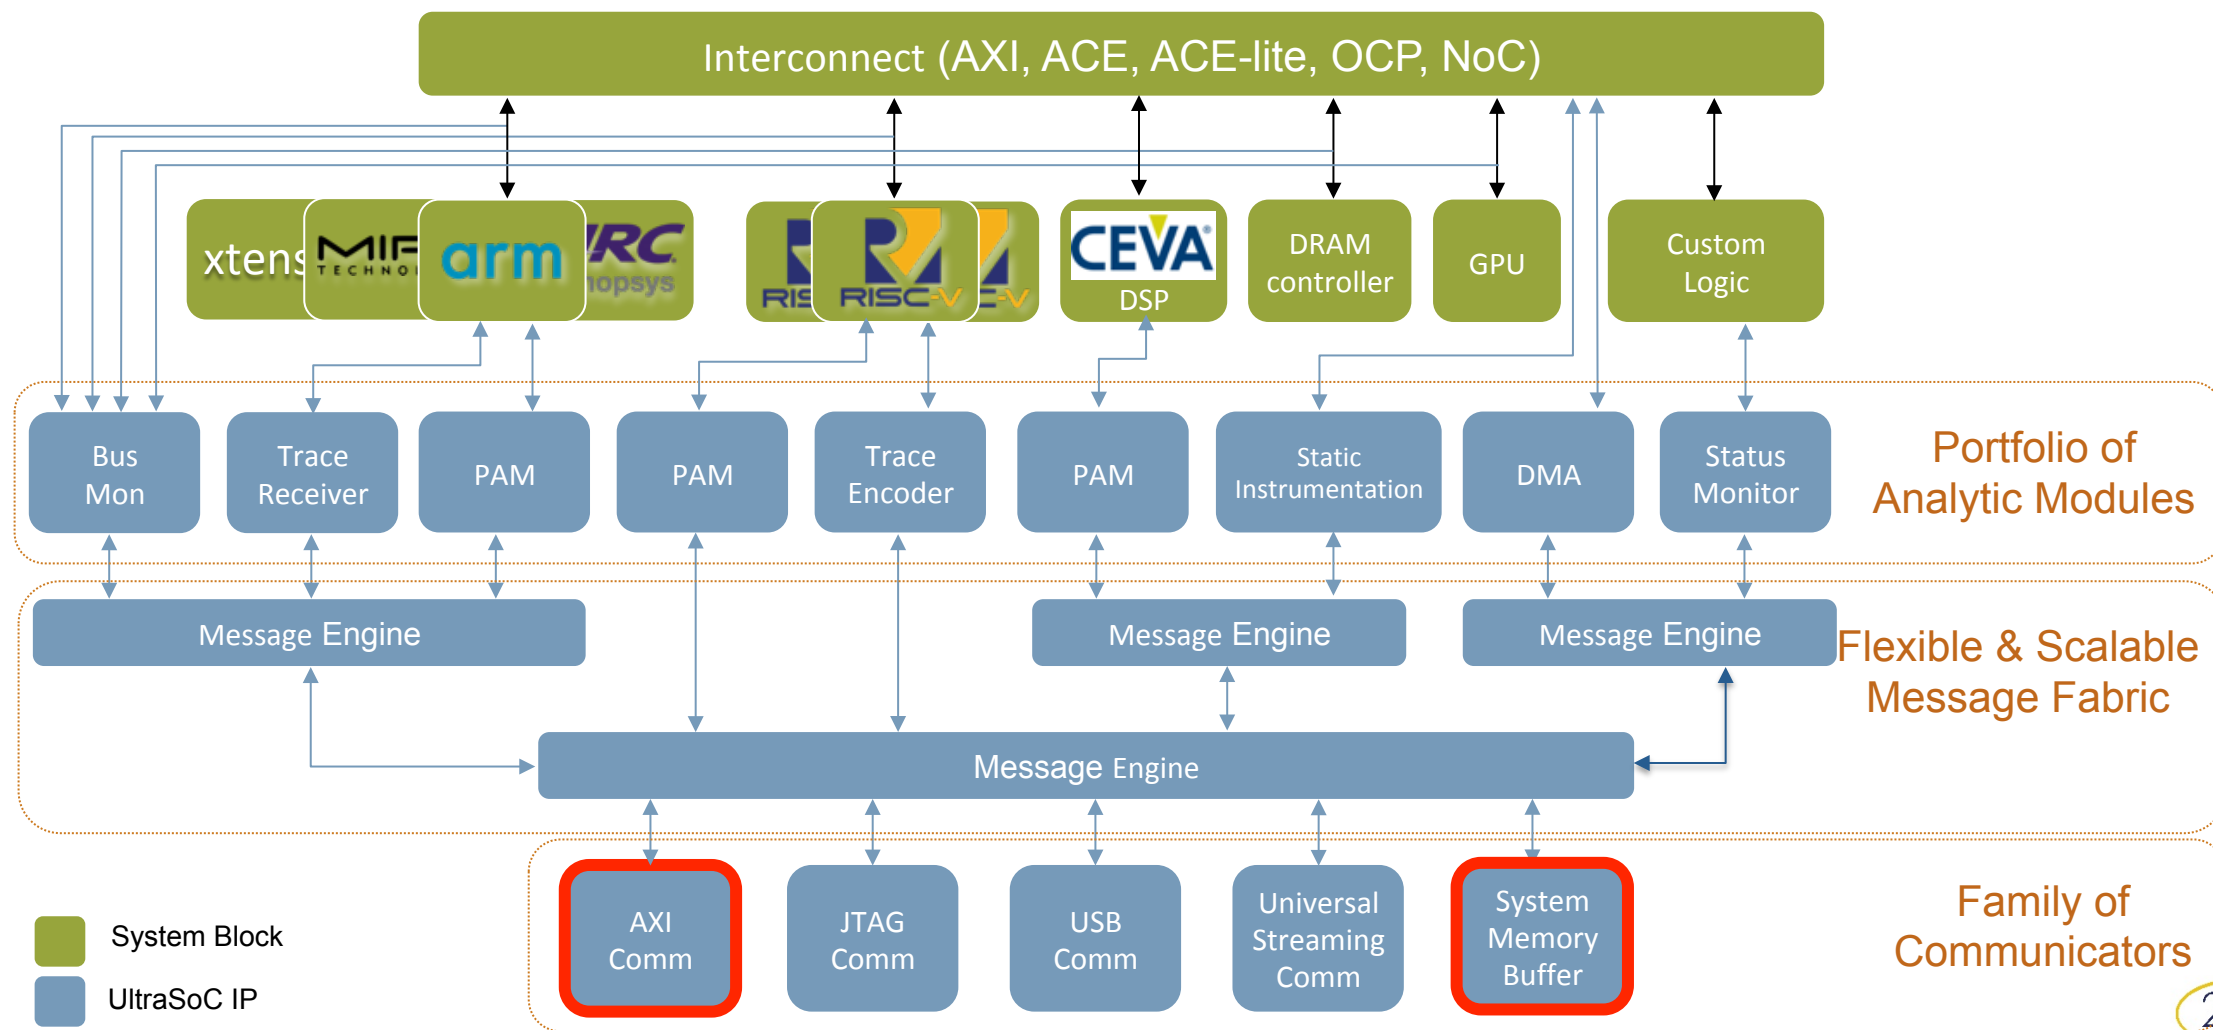 Interconnect (AXI, ACE, ACE-lite, OCP, NoC)
xtens
MIP
TECHNO
arm
RC
nopsys
RIS
RISC-V
C-V
CEVA
DSP
DRAM
controller
GPU
Custom
Logic
Bus
Mon
Trace
Receiver
PAM
PAM
Trace
Encoder
PAM
Static
Instrumentation
DMA
Status
Monitor
Portfolio of
Analytic Modules
Message Engine
Message Engine
Message Engine
Flexible & Scalable
Message Fabric
Message Engine
AXI
Comm
JTAG
Comm
USB
Comm
Universal
Streaming
Comm
System
Memory
Buffer
Family of
Communicators
System Block
UltraSoC IP